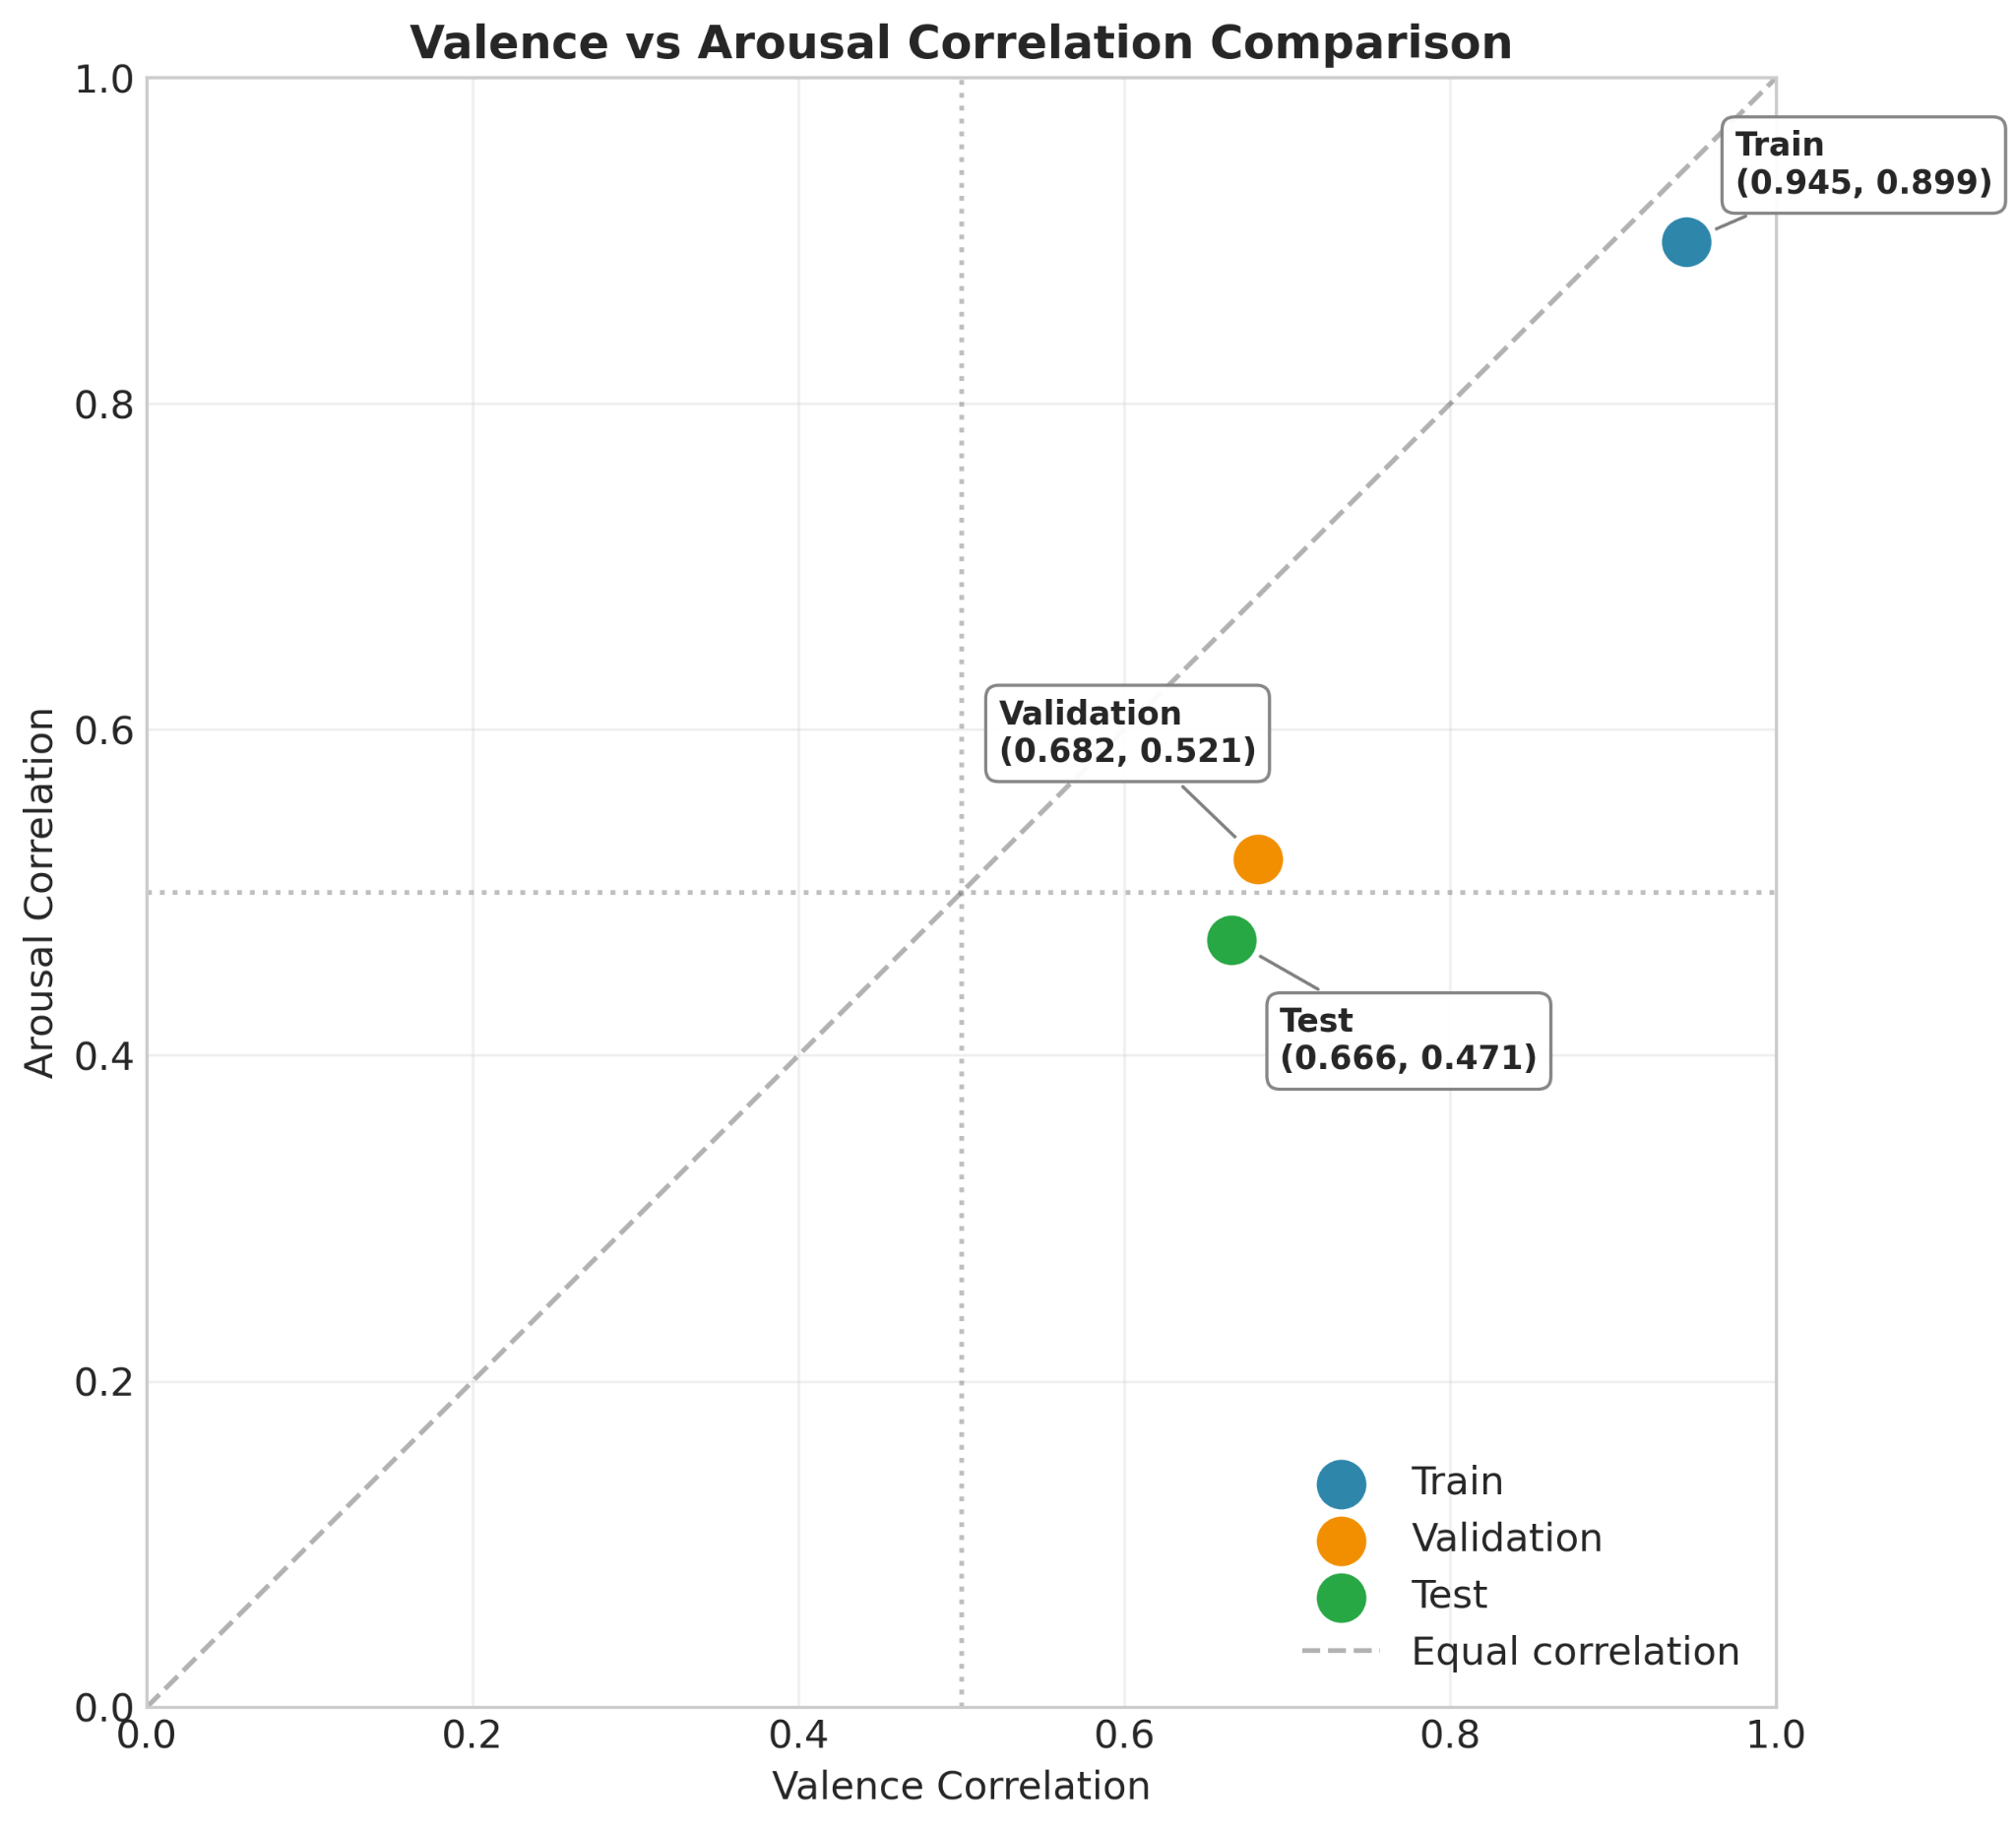 Valence vs Arousal Correlation Comparison
1.0
0.8
0.6
0.4
0.2
0.0
Arousal Correlation
Train
(0.945, 0.899)
Validation
(0.682, 0.521)
Test
(0.666, 0.471)
Train
Validation
Test
Equal correlation
0.0 0.2 0.4 0.6 0.8 1.0
Valence Correlation